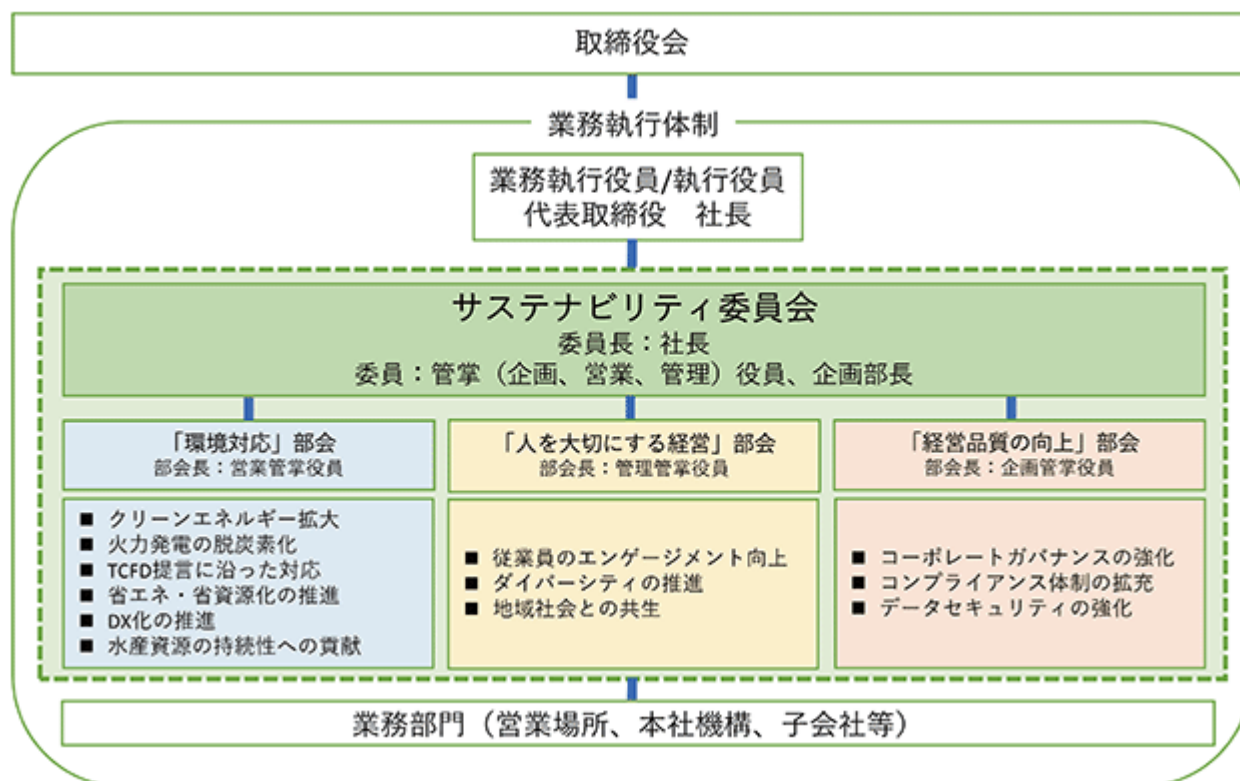 取締役会
業務執行体制
業務執行役員/執行役員
代表取締役　社長
サステナビリティ委員会
委員長：社長
委員：管掌（企画、営業、管理）役員、企画部長
「環境対応」部会
部会長：営業管掌役員
■ クリーンエネルギー拡大
■ 火力発電の脱炭素化
■ TCFD提言に沿った対応
■ 省エネ・省資源化の推進
■ DX化の推進
■ 水産資源の持続性への貢献
「人を大切にする経営」部会
部会長：管理管掌役員
■ 従業員のエンゲージメント向上
■ ダイバーシティの推進
■ 地域社会との共生
「経営品質の向上」部会
部会長：企画管掌役員
■ コーポレートガバナンスの強化
■ コンプライアンス体制の拡充
■ データセキュリティの強化
業務部門（営業場所、本社機構、子会社等）